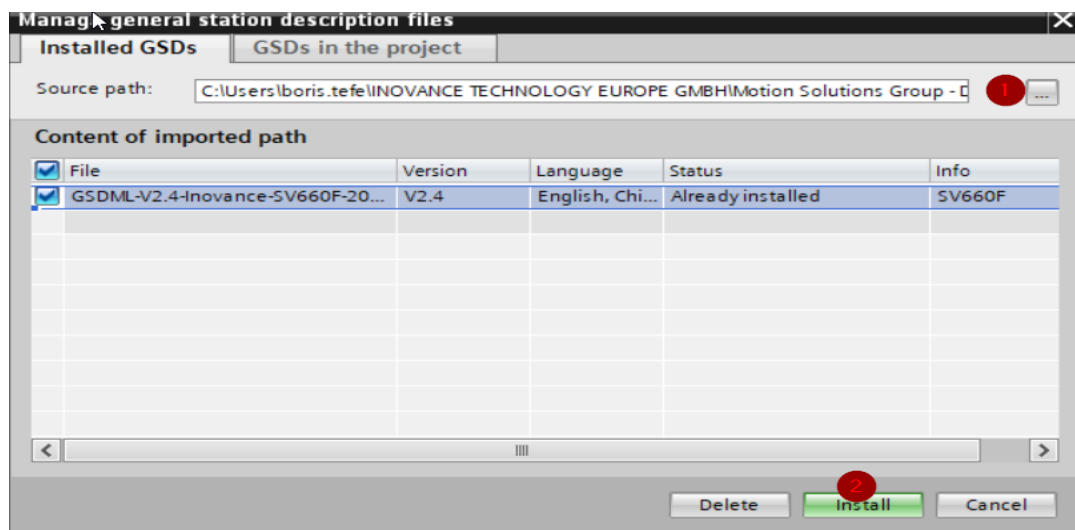 Manage general station description files
Installed GSDs GSDs in the project
Source path: C:\Users\boris.tefe\INOVANCE TECHNOLOGY EUROPE GMBH\Motion Solutions Group - D 1 ...
Content of imported path
File Version Language Status Info
GSDML-V2.4-Inovance-SV660F-20... V2.4 English, Chi... Already installed SV660F
2
Delete Install Cancel